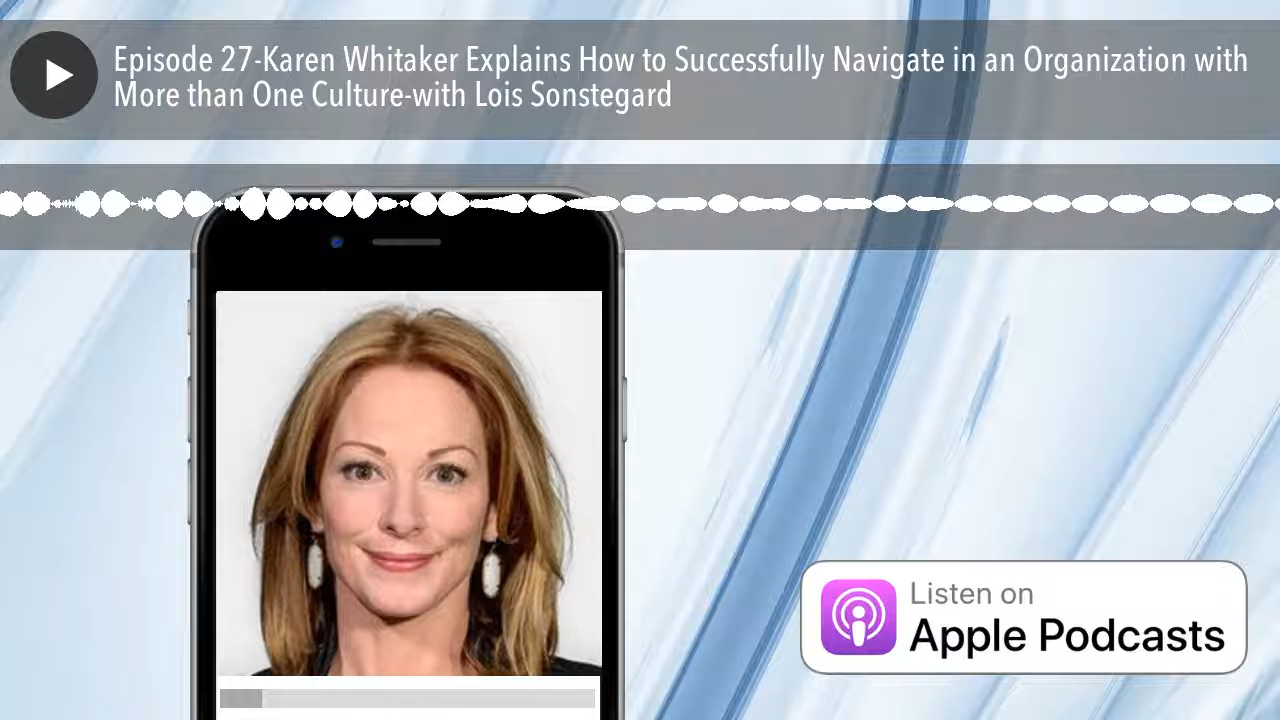 Episode 27-Karen Whitaker Explains How to Successfully Navigate in an Organization with
More than One Culture-with Lois Sonstegard
Listen on
Apple Podcasts